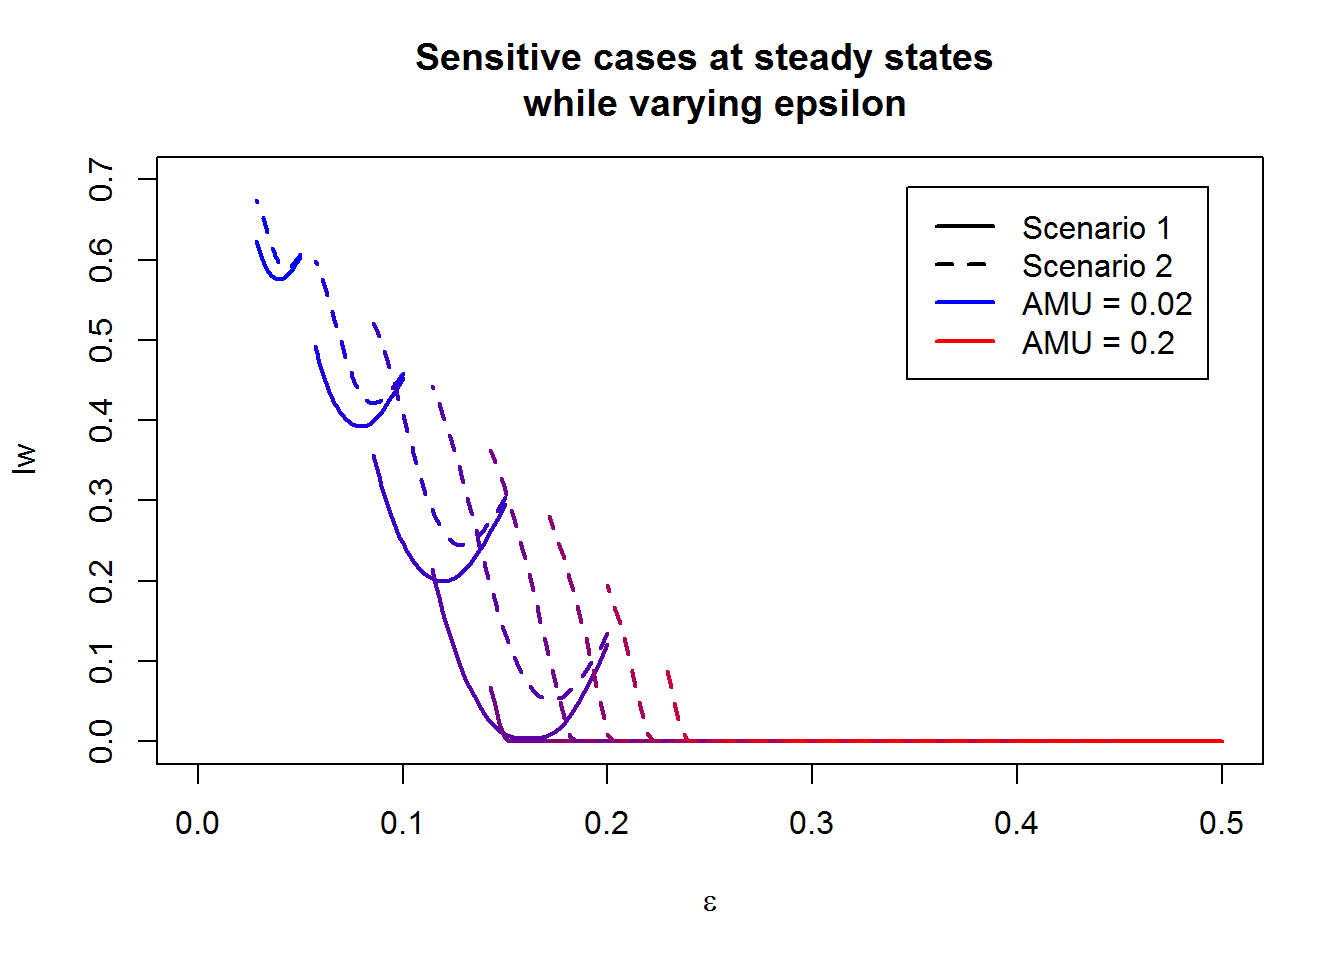 Sensitive cases at steady states
while varying epsilon
Scenario 1
Scenario 2
AMU = 0.02
AMU = 0.2
Iw
0.7
0.6
0.5
0.4
0.3
0.2
0.1
0.0
0.0 0.1 0.2 0.3 0.4 0.5
ε